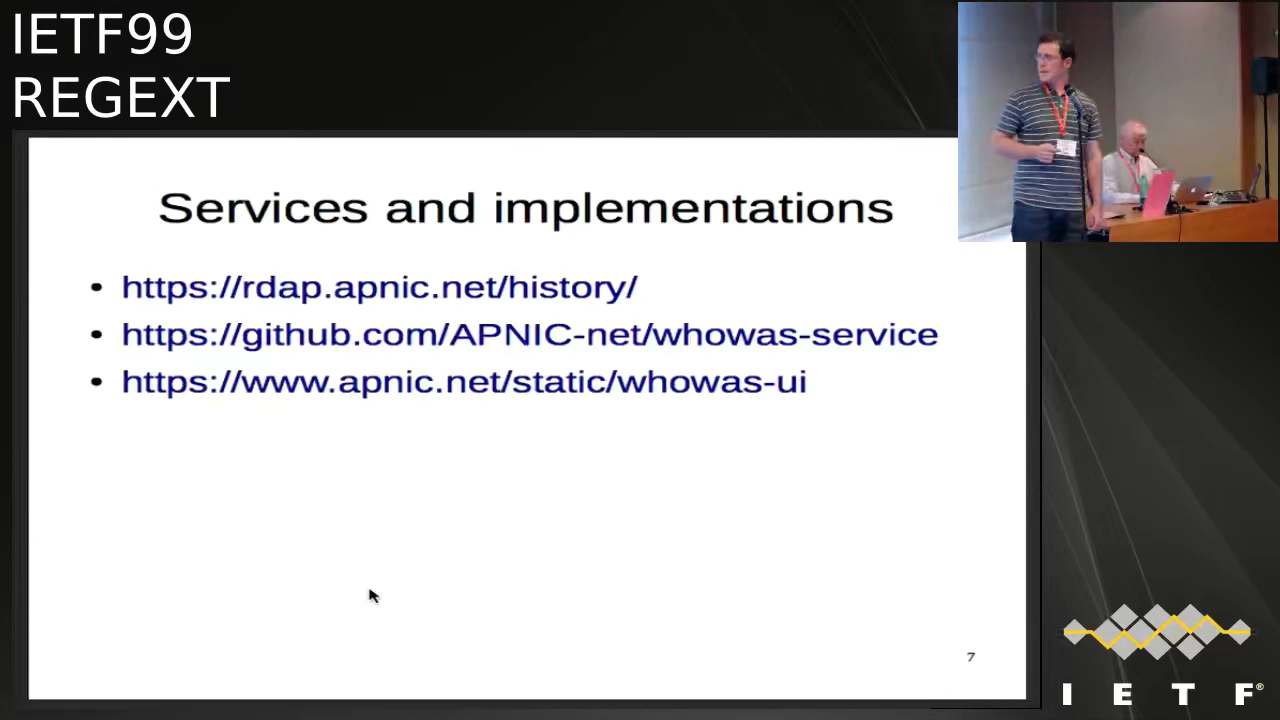 IETF99
REGEXT
Services and implementations
• https://rdap.apnic.net/history/
• https://github.com/APNIC-net/whowas-service
• https://www.apnic.net/static/whowas-ui
7
I E T F®